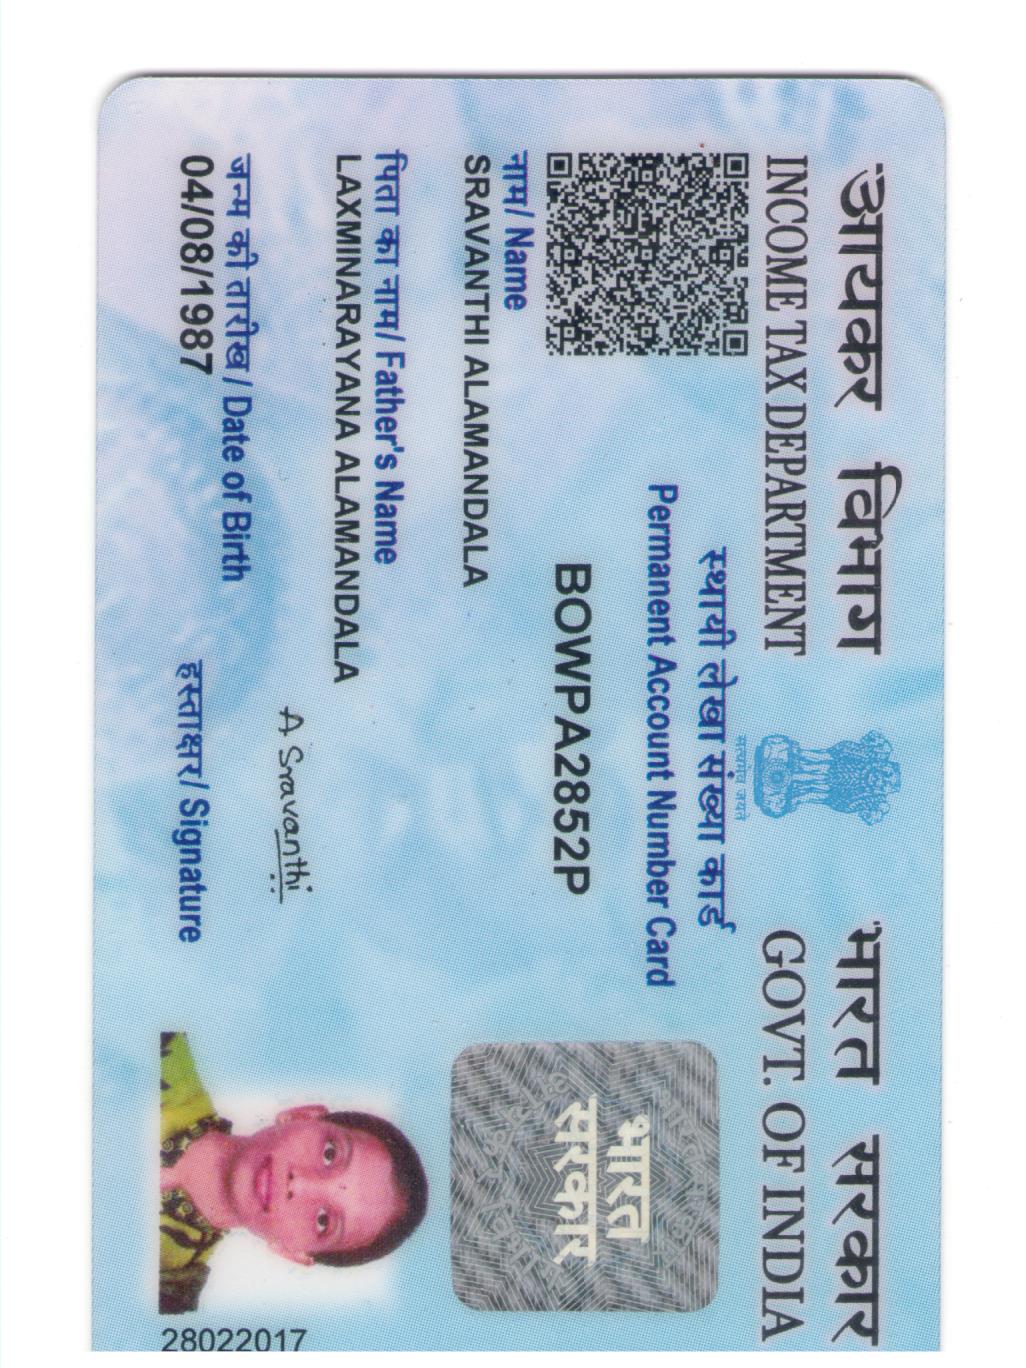 आयकर विभाग
INCOME TAX DEPARTMENT
भारत सरकार
GOVT. OF INDIA
सत्यमेव जयते
स्थायी लेखा संख्या कार्ड
Permanent Account Number Card
BOWPA2852P
भारत
सरकार
नाम/ Name
SRAVANTHI ALAMANDALA
पिता का नाम/ Father's Name
LAXMINARAYANA ALAMANDALA
A Sravanthi
जन्म की तारीख / Date of Birth
04/08/1987
हस्ताक्षर/ Signature
28022017